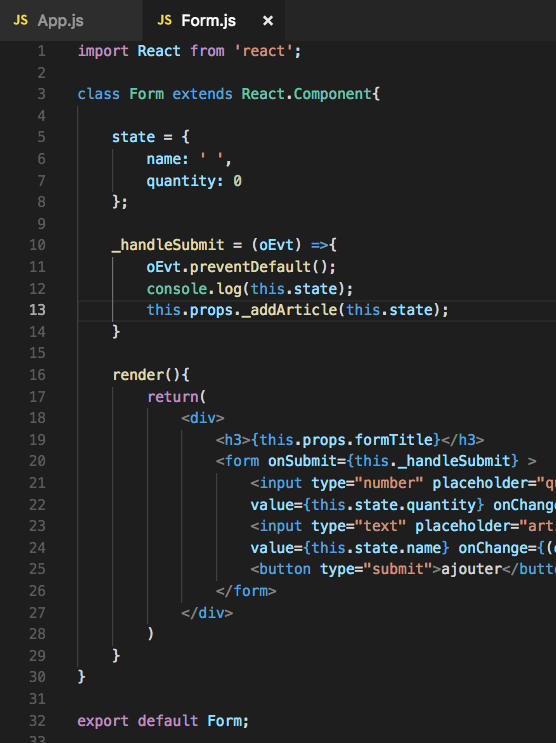 JS App.js JS Form.js ×
1 import React from 'react';
2
3 class Form extends React.Component{
4
5 state = {
6 name: ' ',
7 quantity: 0
8 };
9
10 _handleSubmit = (oEvt) =>{
11 oEvt.preventDefault();
12 console.log(this.state);
13 this.props._addArticle(this.state);
14 }
15
16 render(){
17 return(
18 <div>
19 <h3>{this.props.formTitle}</h3>
20 <form onSubmit={this._handleSubmit} >
21 <input type="number" placeholder="q
22 value={this.state.quantity} onChang
23 <input type="text" placeholder="art
24 value={this.state.name} onChange={(
25 <button type="submit">ajouter</butt
26 </form>
27 </div>
28 )
29 }
30 }
31
32 export default Form;
33